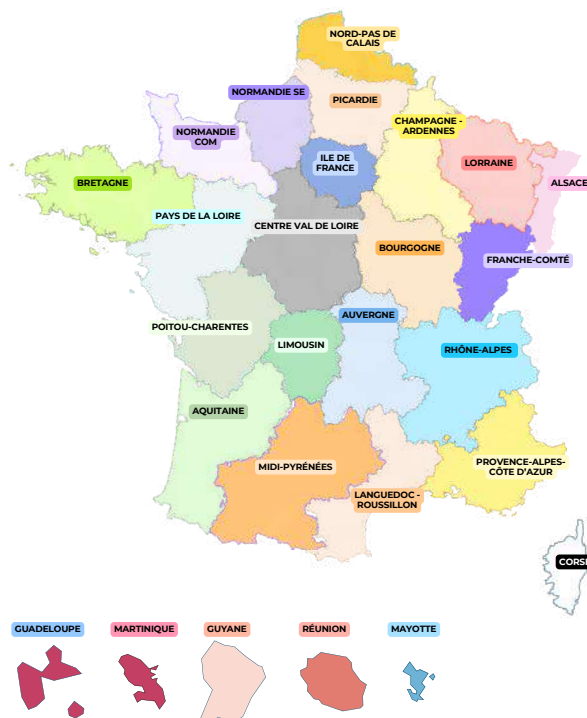 NORD-PAS DE
CALAIS
NORMANDIE SE
PICARDIE
CHAMPAGNE -
ARDENNES
NORMANDIE
COM
ILE DE
FRANCE
LORRAINE
BRETAGNE
ALSACE
PAYS DE LA LOIRE
CENTRE VAL DE LOIRE
BOURGOGNE
FRANCHE-COMTÉ
AUVERGNE
POITOU-CHARENTES
LIMOUSIN
RHÔNE-ALPES
AQUITAINE
MIDI-PYRÉNÉES
PROVENCE-ALPES-
CÔTE D'AZUR
LANGUEDOC -
ROUSSILLON
CORS
GUADELOUPE
MARTINIQUE
GUYANE
RÉUNION
MAYOTTE